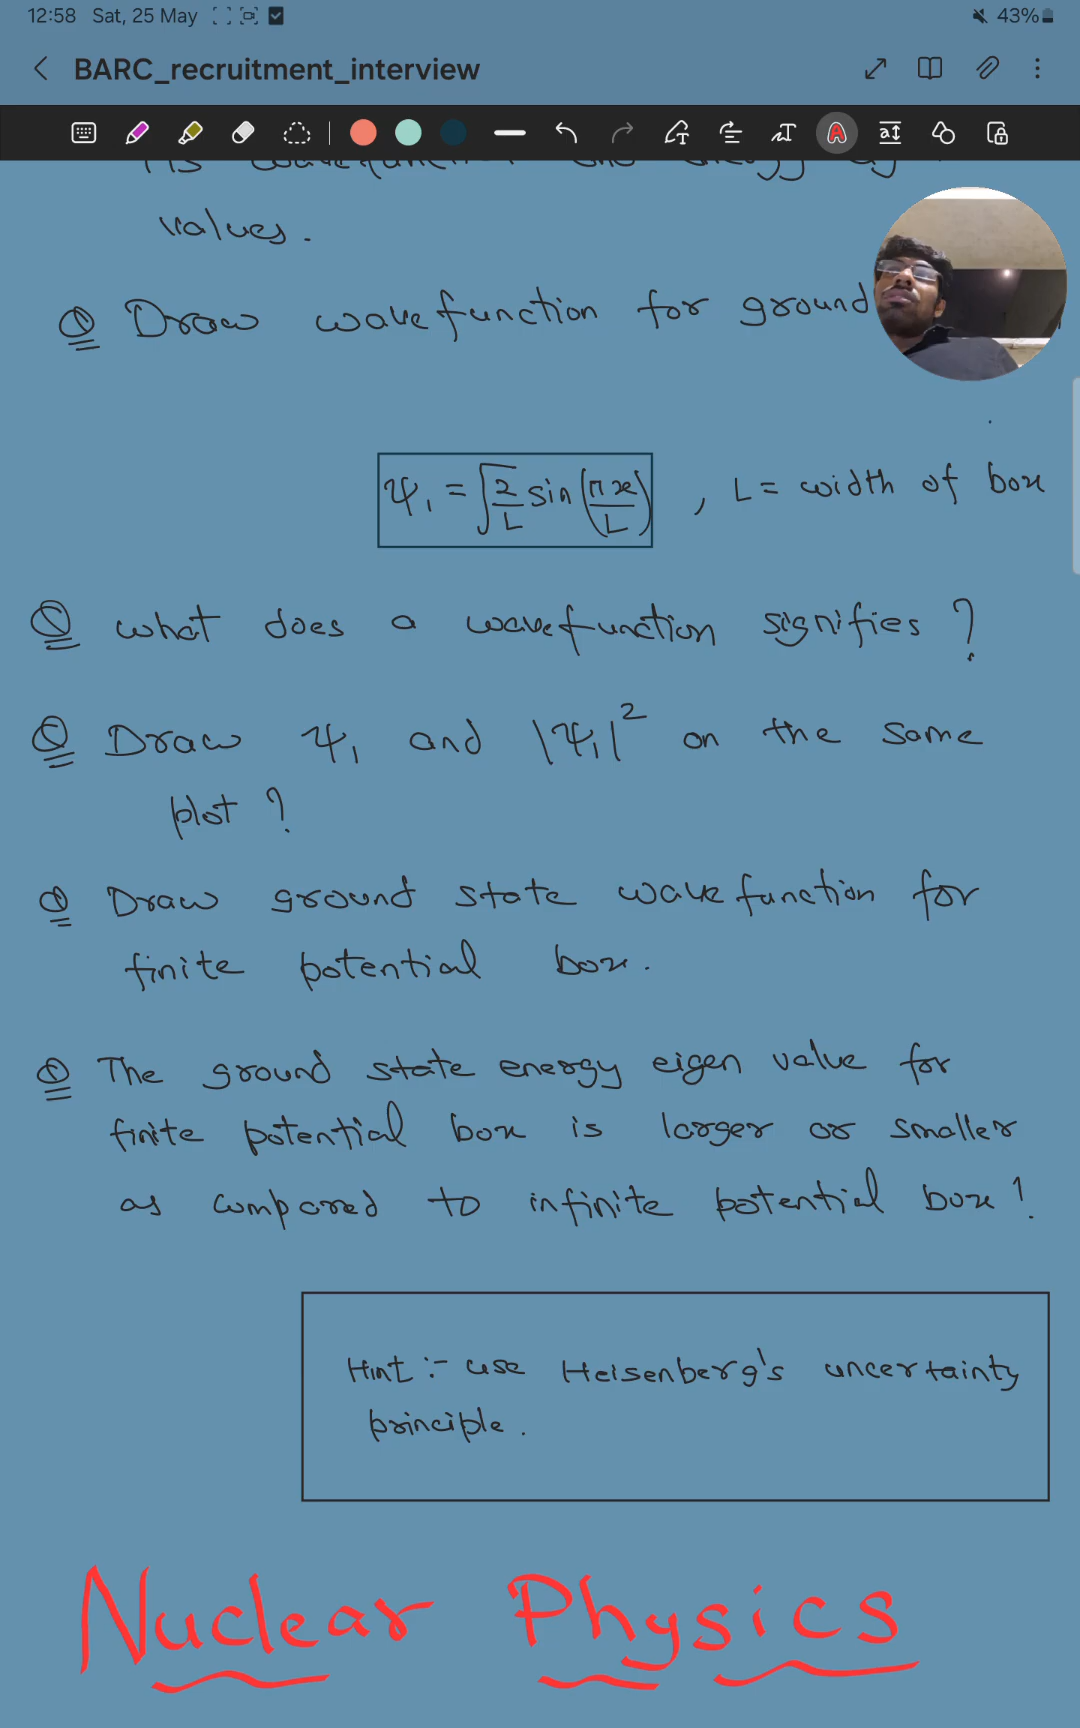 12:58 Sat, 25 May 43%
BARC_recruitment_interview
values.
Q Draw wavefunction for ground
ψ₁ = √(2/L) sin(πx/L) , L = width of box
Q what does a wavefunction signifies ?
Q Draw ψ₁ and |ψ₁|² on the same
plot ?
Q Draw ground state wavefunction for
finite potential box.
Q The ground state energy eigen value for
finite potential box is larger or smaller
as compared to infinite potential box !
Hint :- use Heisenberg's uncertainty
principle.
Nuclear Physics